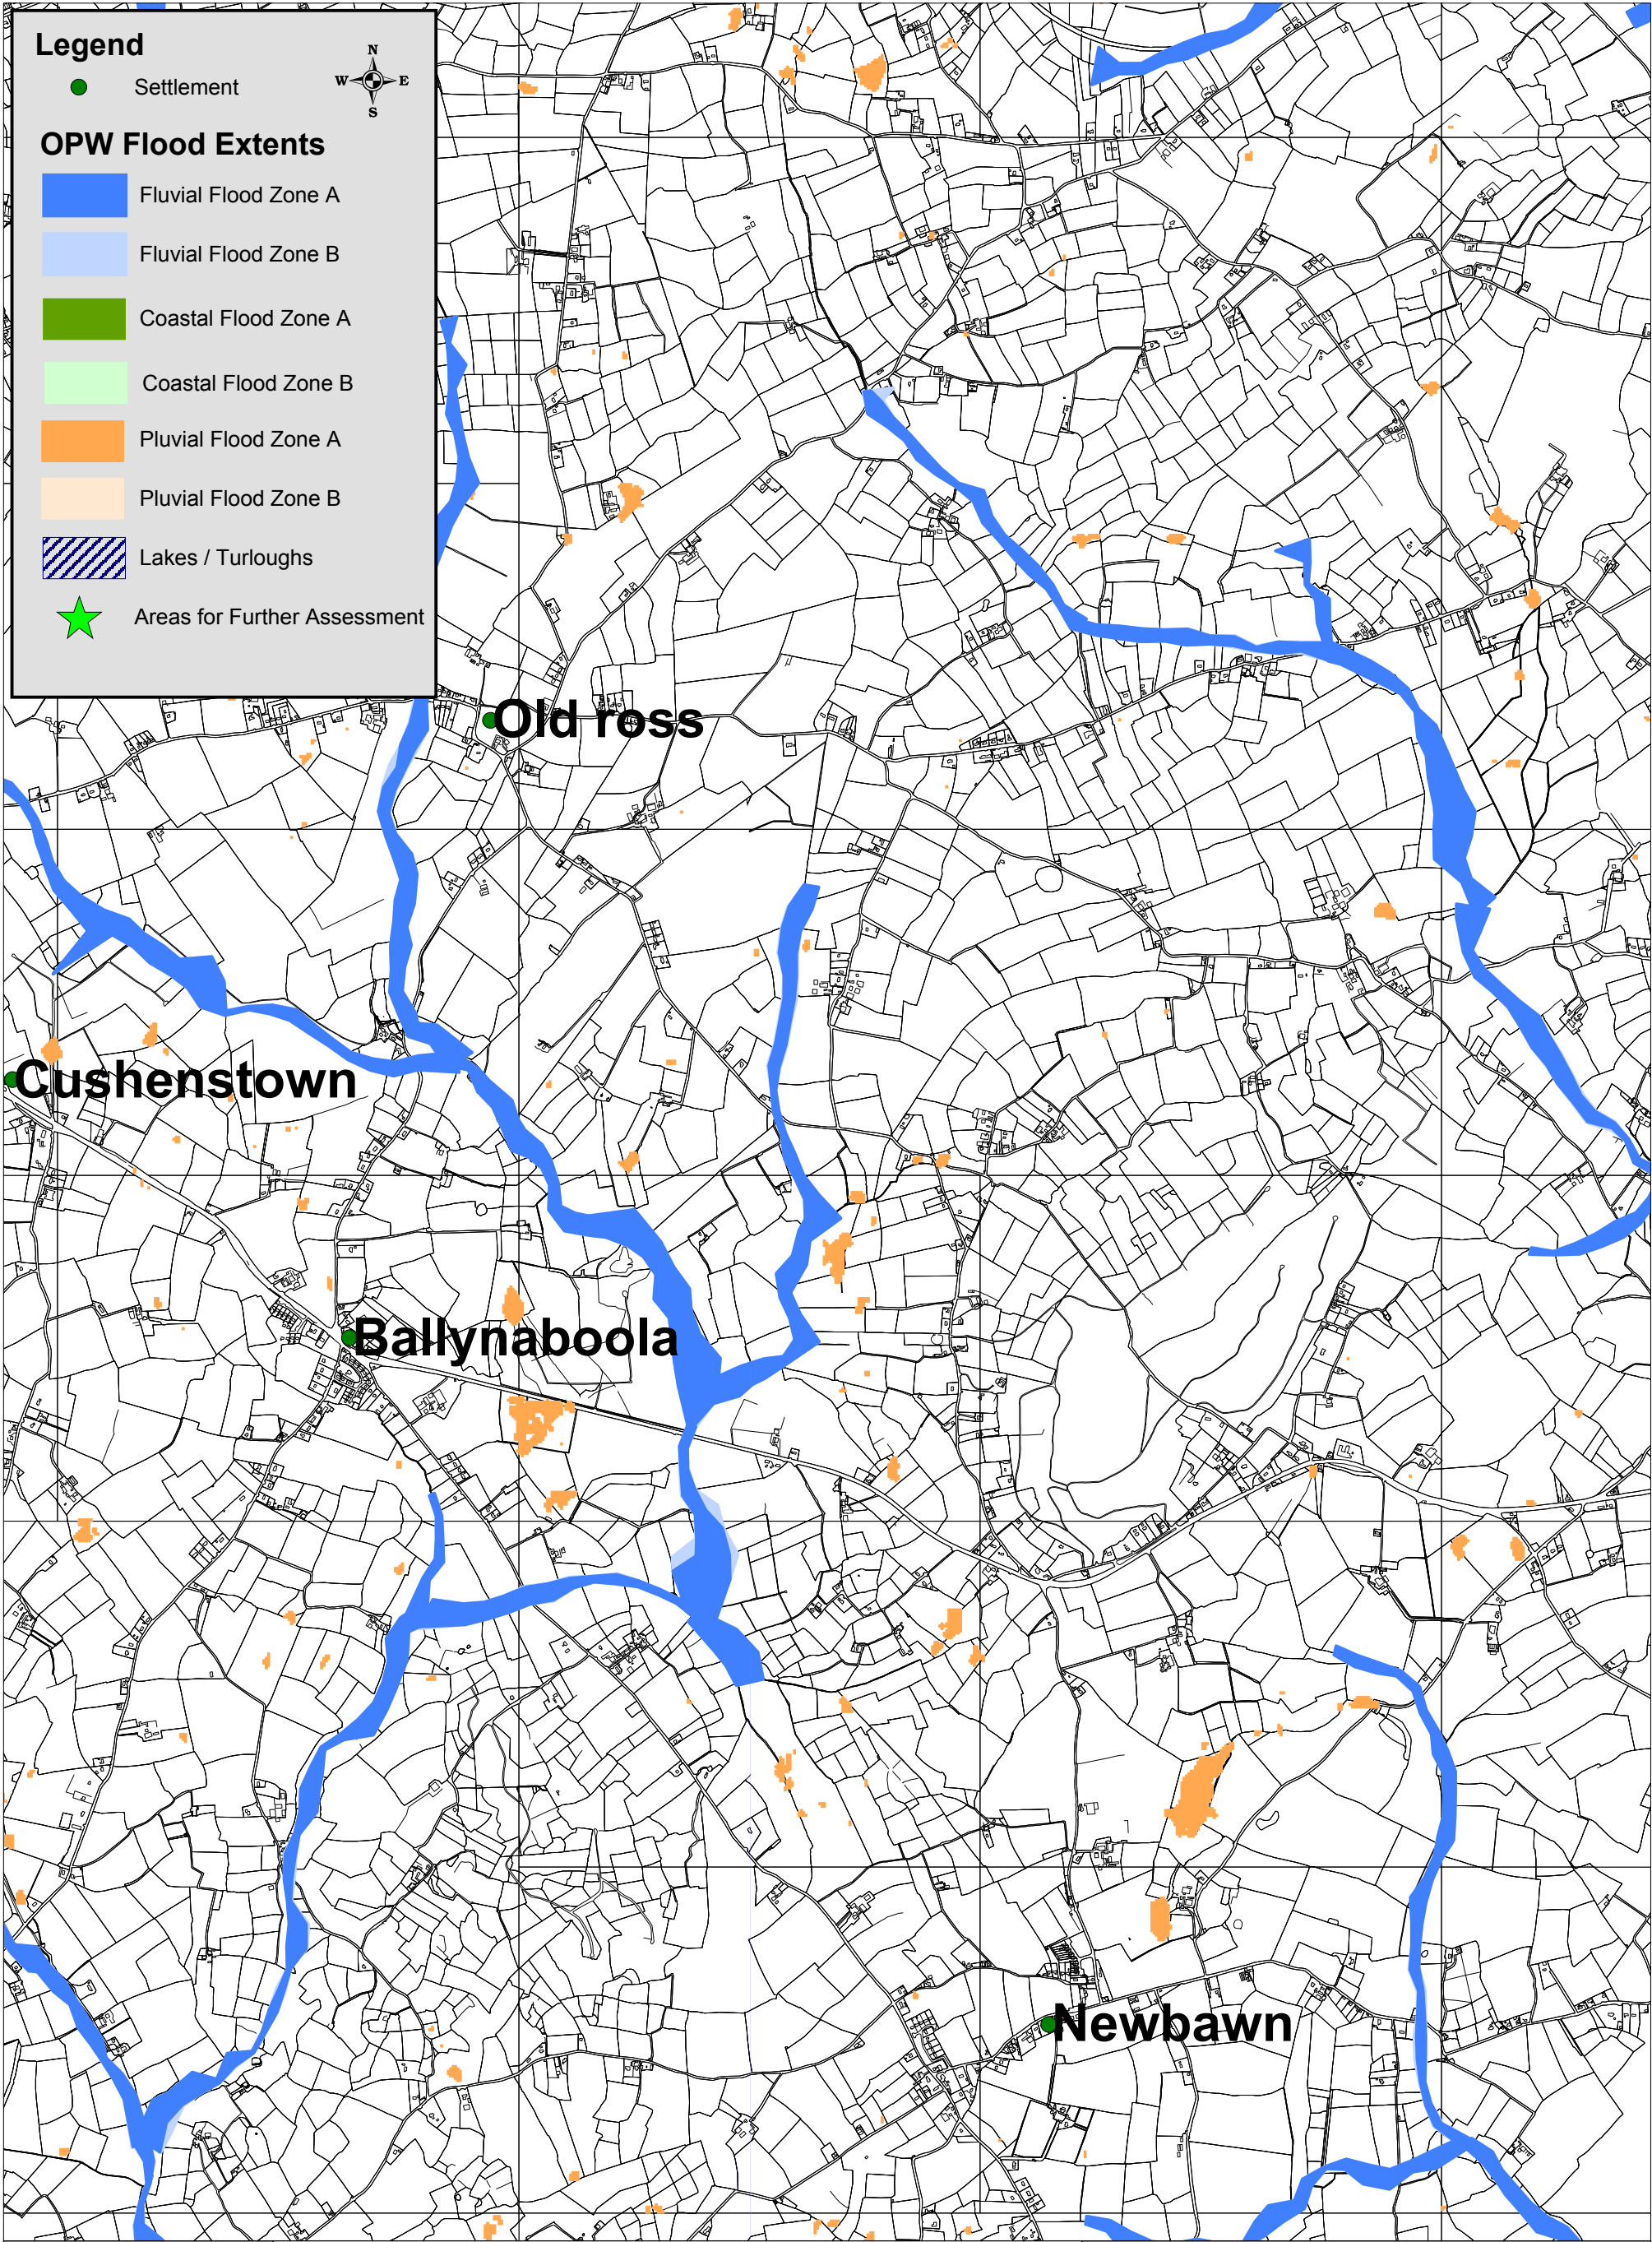 Legend
N
W E
S
Settlement
OPW Flood Extents
Fluvial Flood Zone A
Fluvial Flood Zone B
Coastal Flood Zone A
Coastal Flood Zone B
Pluvial Flood Zone A
Pluvial Flood Zone B
Lakes / Turloughs
Areas for Further Assessment
Old ross
Cushenstown
Ballynaboola
Newbawn